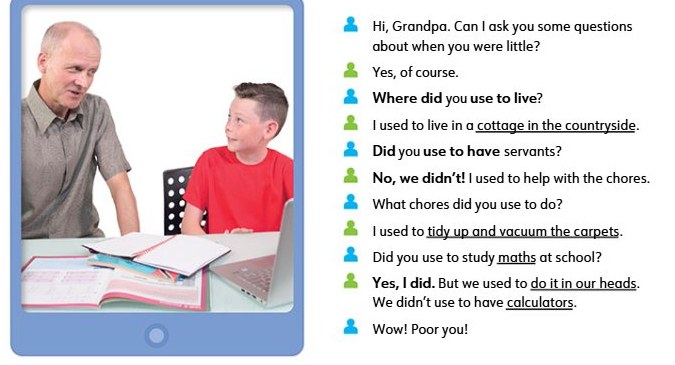 Hi, Grandpa. Can I ask you some questions
about when you were little?
Yes, of course.
Where did you use to live?
I used to live in a cottage in the countryside.
Did you use to have servants?
No, we didn't! I used to help with the chores.
What chores did you use to do?
I used to tidy up and vacuum the carpets.
Did you use to study maths at school?
Yes, I did. But we used to do it in our heads.
We didn't use to have calculators.
Wow! Poor you!